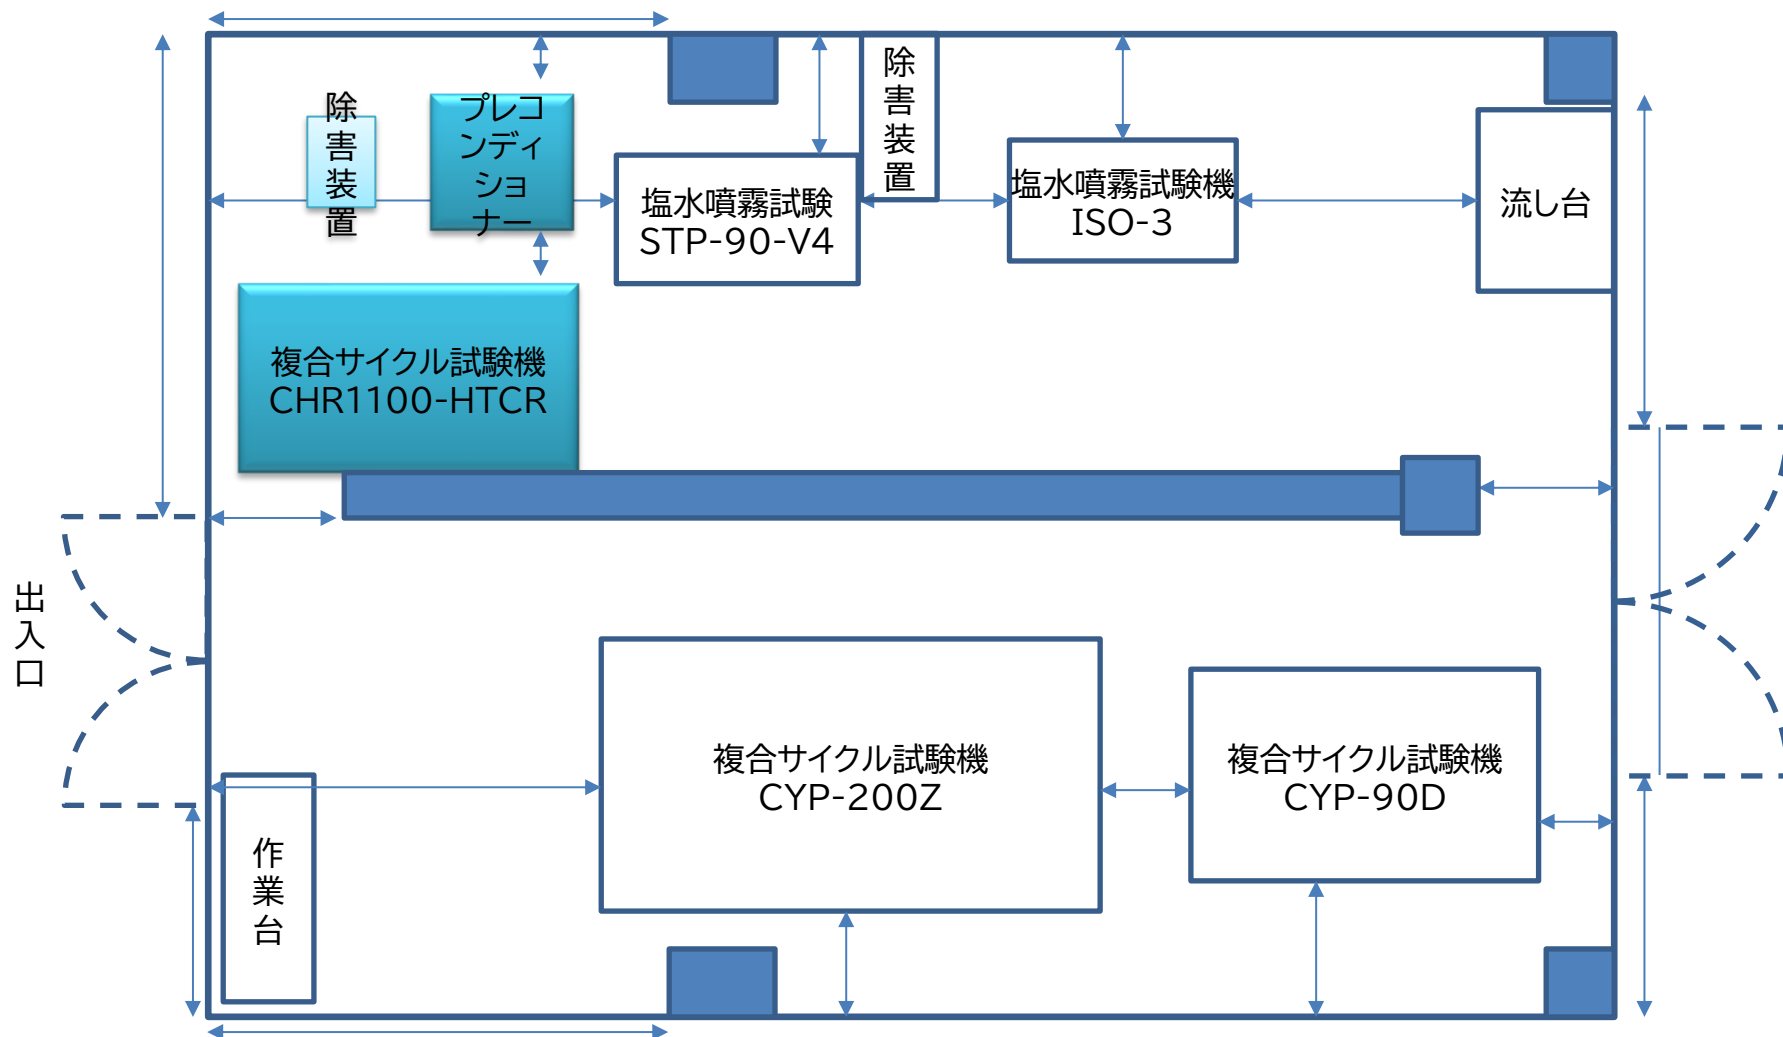 除害装置
プレコ
ンディ
ショ
ナー
塩水噴霧試験
STP-90-V4
除害装置
塩水噴霧試験機
ISO-3
流し台
複合サイクル試験機
CHR1100-HTCR
出入口
複合サイクル試験機
CYP-200Z
複合サイクル試験機
CYP-90D
作業台